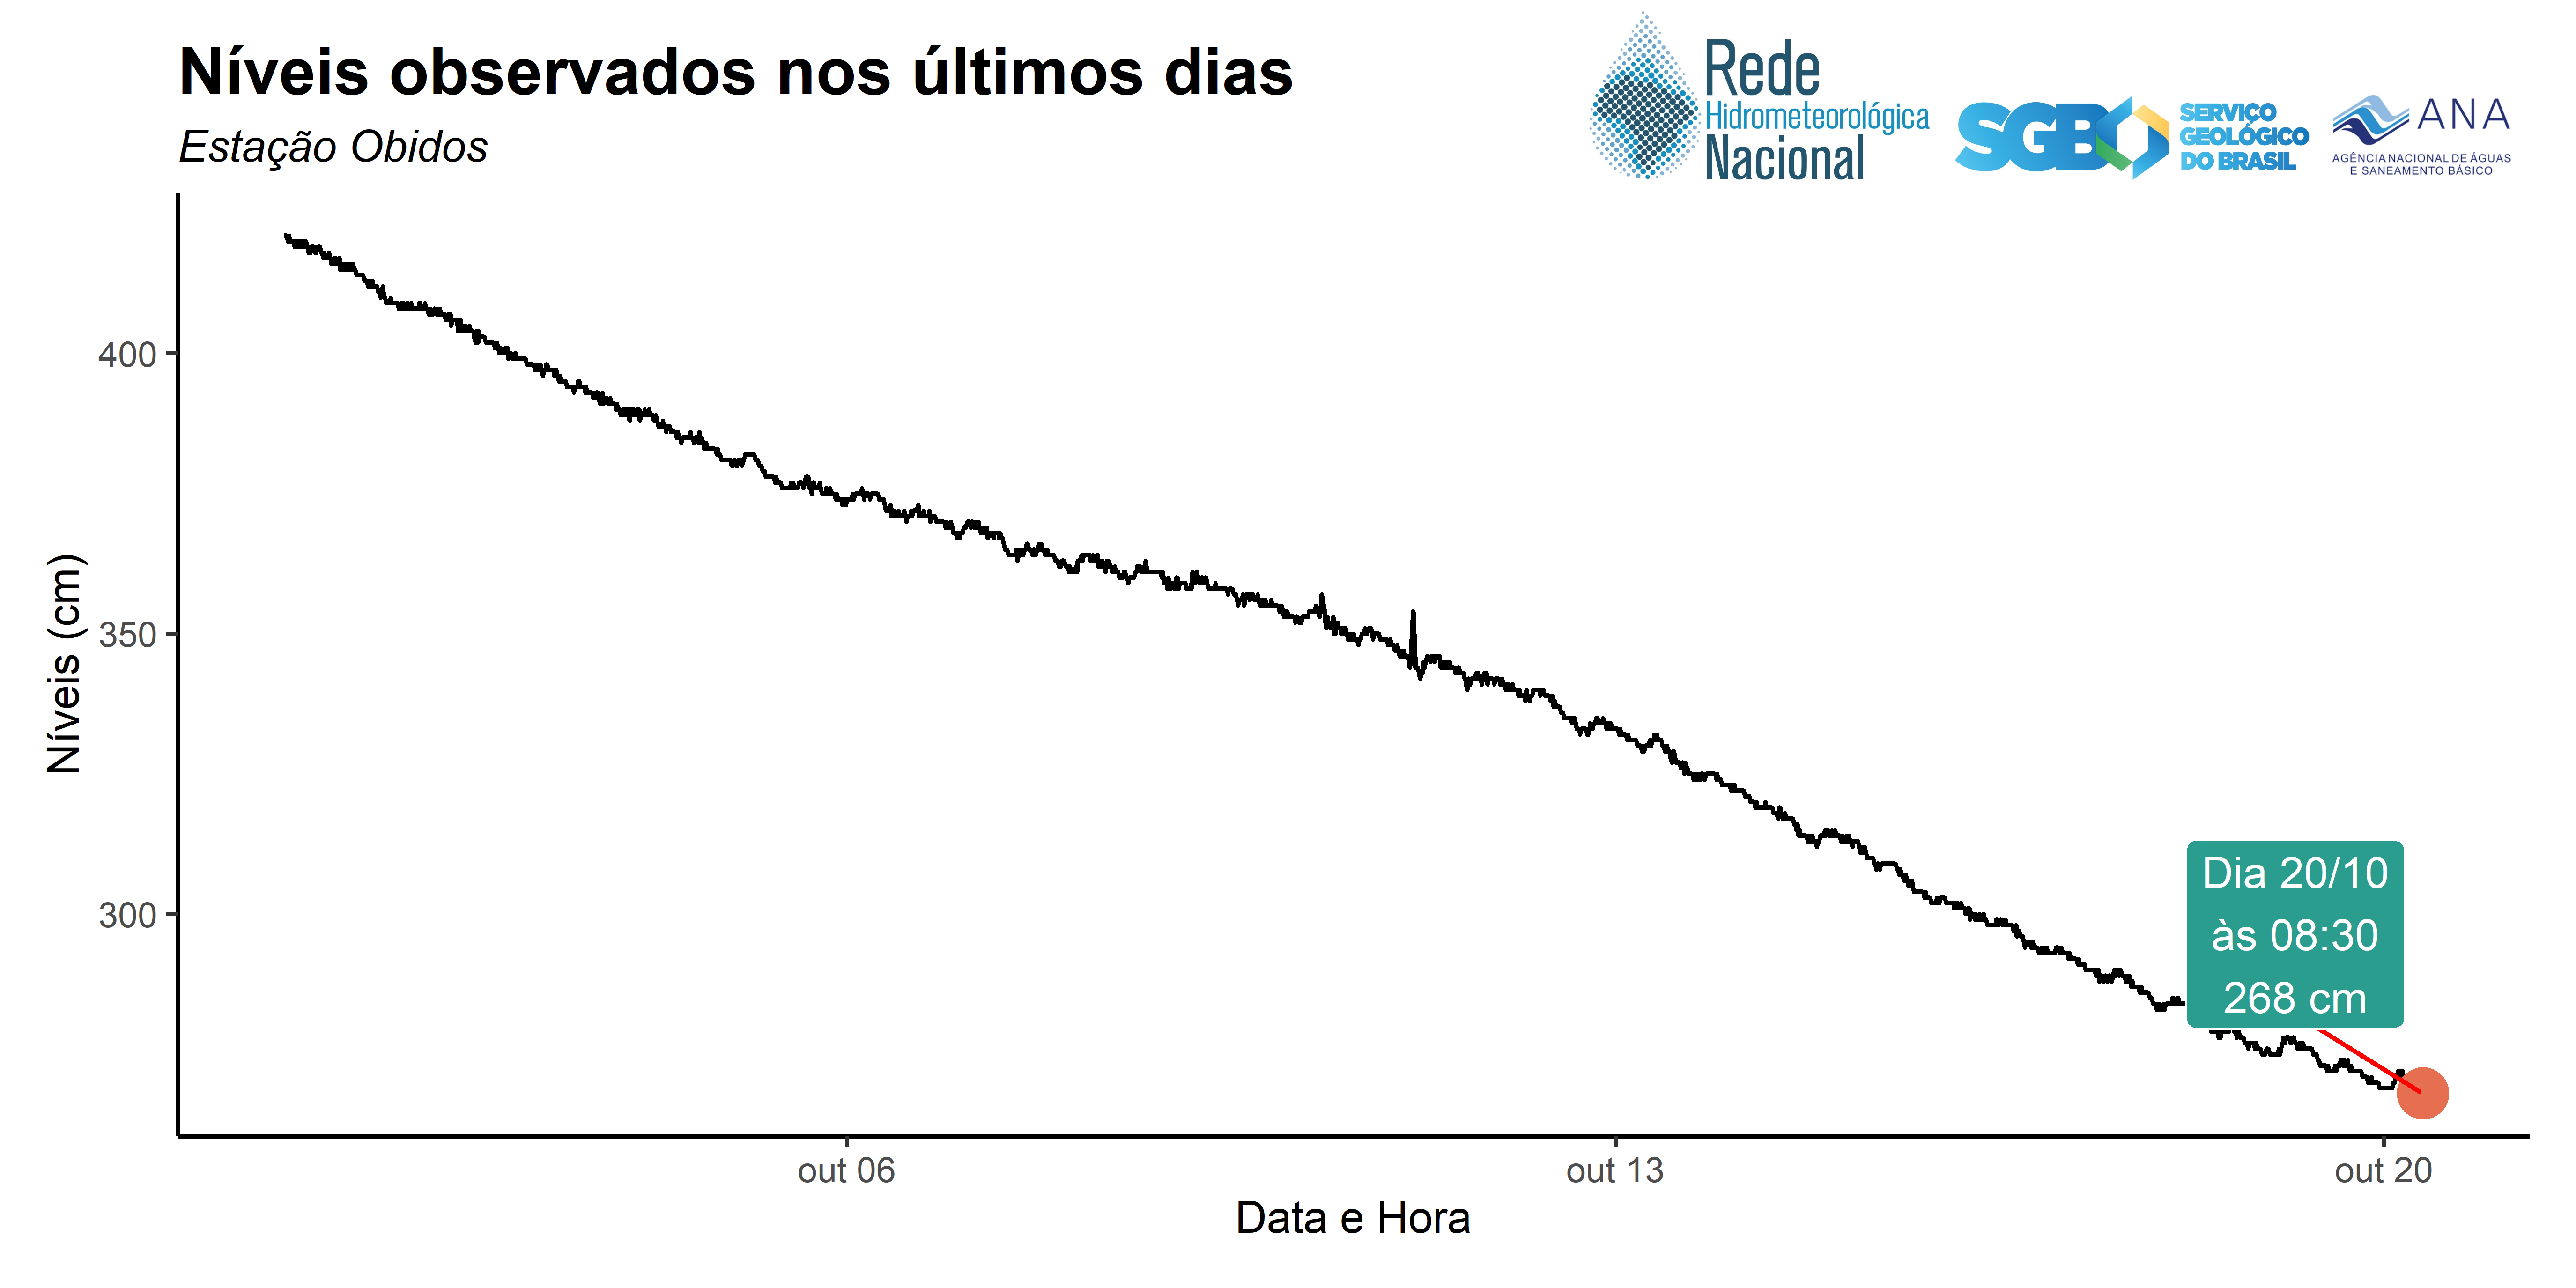 Níveis observados nos últimos dias
Estação Obidos
Rede
Hidrometeorológica
Nacional
SGB
SERVIÇO
GEOLÓGICO
DO BRASIL
ANA
AGÊNCIA NACIONAL DE ÁGUAS
E SANEAMENTO BÁSICO
Níveis (cm)
400
350
300
Dia 20/10
às 08:30
268 cm
out 06
out 13
out 20
Data e Hora